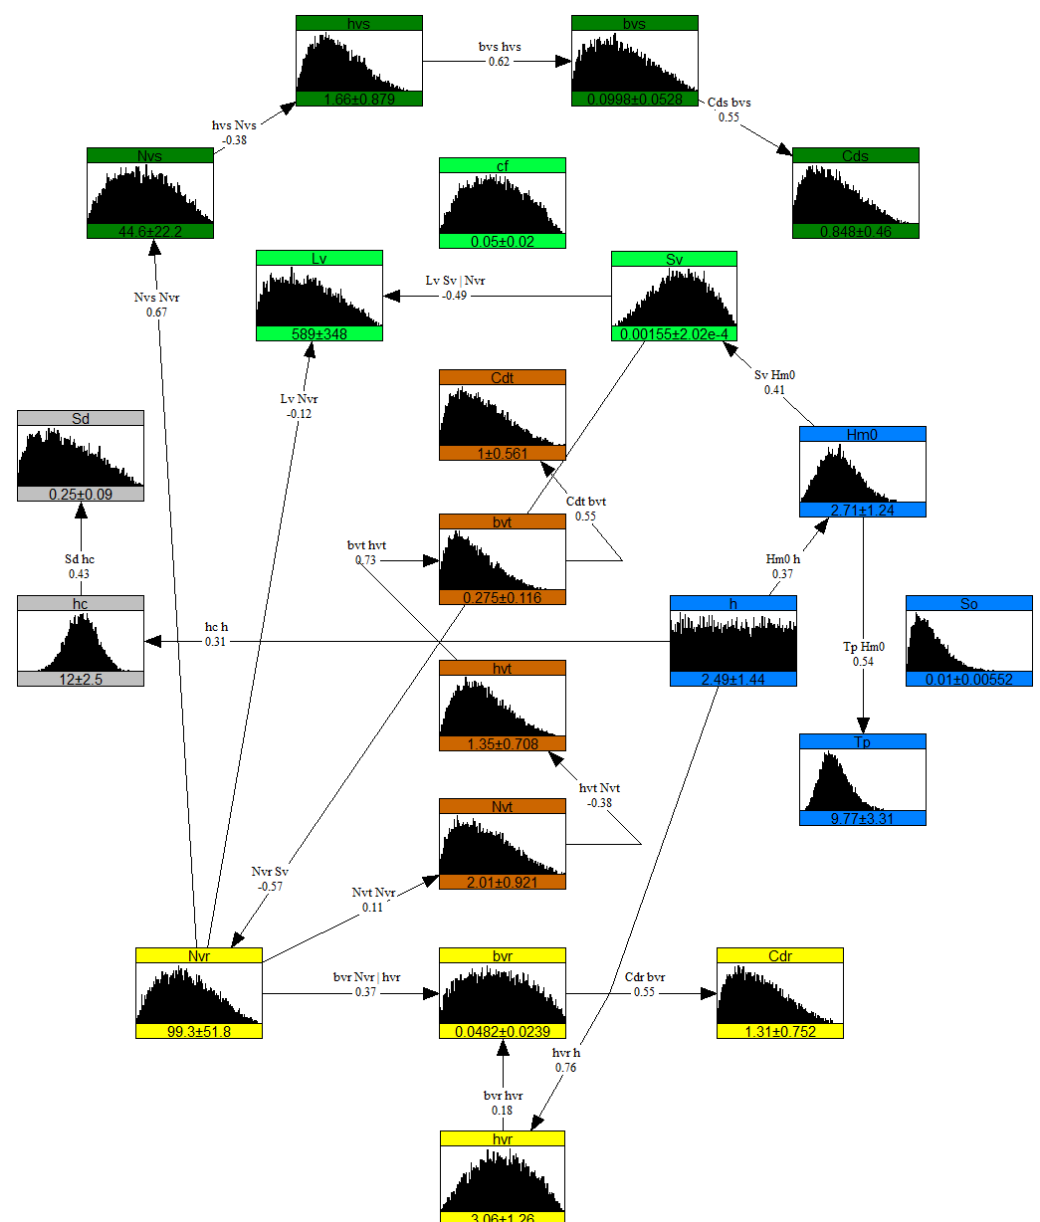 hvs
1.66±0.879
bvs hvs
0.62
bvs
0.0998±0.0528
Cds bvs
0.55
hvs Nvs
-0.38
Nvs
44.6±22.2
cf
0.05±0.02
Cds
0.848±0.46
Nvs Nvr
0.67
Lv
589±348
Lv Sv | Nvr
-0.49
Sv
0.00155±2.02e-4
Sv Hm0
0.41
Lv Nvr
-0.12
Cdt
1±0.561
Sd
0.25±0.09
Hm0
2.71±1.24
Cdt bvt
0.55
bvt
0.275±0.116
bvt hvt
0.73
Sd hc
0.43
Hm0 h
0.37
hc
12±2.5
hc h
0.31
h
2.49±1.44
So
0.01±0.00552
Tp Hm0
0.54
hvt
1.35±0.708
Tp
9.77±3.31
hvt Nvt
-0.38
Nvt
2.01±0.921
Nvr Sv
-0.57
Nvt Nvr
0.11
Nvr
99.3±51.8
bvr Nvr | hvr
0.37
bvr
0.0482±0.0239
Cdr bvr
0.55
Cdr
1.31±0.752
hvr h
0.76
bvr hvr
0.18
hvr
3.06±1.26